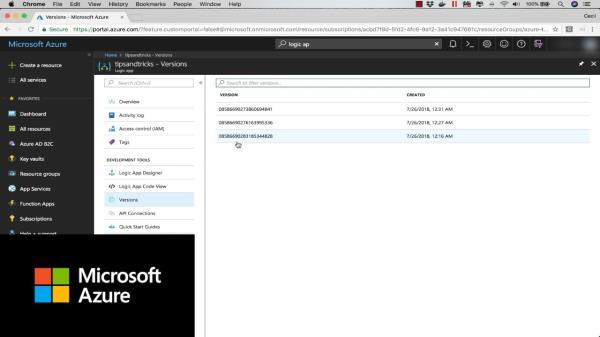 Chrome File Edit View History Bookmarks People Window Help
100%
Versions - Microsoft Azure
Cecil
Secure https://portal.azure.com/?feature.customportal=false#@microsoft.onmicrosoft.com/resource/subscriptions/
Microsoft Azure
logic ap
Home > tipsandtricks - Versions
tipsandtricks - Versions
Logic app
Create a resource
All services
FAVORITES
Dashboard
All resources
Azure AD B2C
Key vaults
Resource groups
App Services
Function Apps
Subscriptions
Help + support
Search (Ctrl+/)
Overview
Activity log
Access control (IAM)
Tags
DEVELOPMENT TOOLS
Logic App Designer
Logic App Code View
Versions
API Connections
Quick Start Guides
Search to filter versions...
VERSION CREATED
08586690273860694841 7/26/2018, 12:31 AM
08586690276163995336 7/26/2018, 12:27 AM
08586690283185344828 7/26/2018, 12:16 AM
Microsoft
Azure